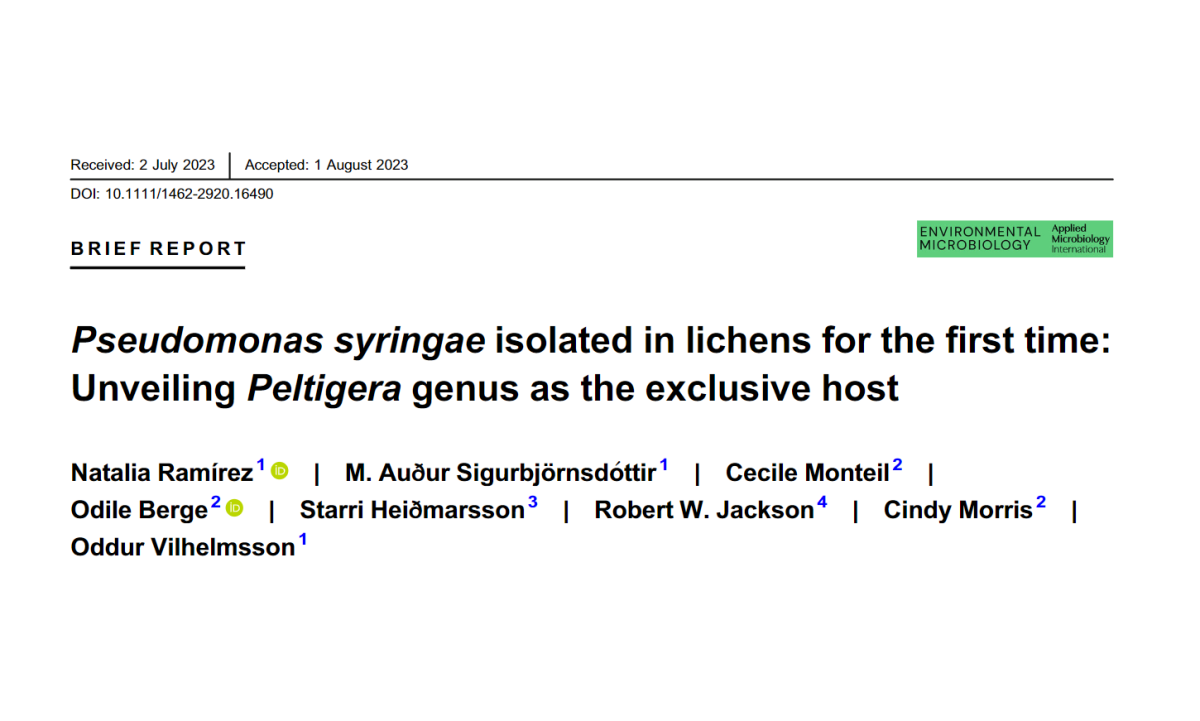 Received: 2 July 2023 | Accepted: 1 August 2023
DOI: 10.1111/1462-2920.16490
BRIEF REPORT
ENVIRONMENTAL
MICROBIOLOGY
Applied
Microbiology
International
Pseudomonas syringae isolated in lichens for the first time:
Unveiling Peltigera genus as the exclusive host
Natalia Ramírez1 iD | M. Auður Sigurbjörnsdóttir1 | Cecile Monteil2 |
Odile Berge2 iD | Starri Heiðmarsson3 | Robert W. Jackson4 | Cindy Morris2 |
Oddur Vilhelmsson1